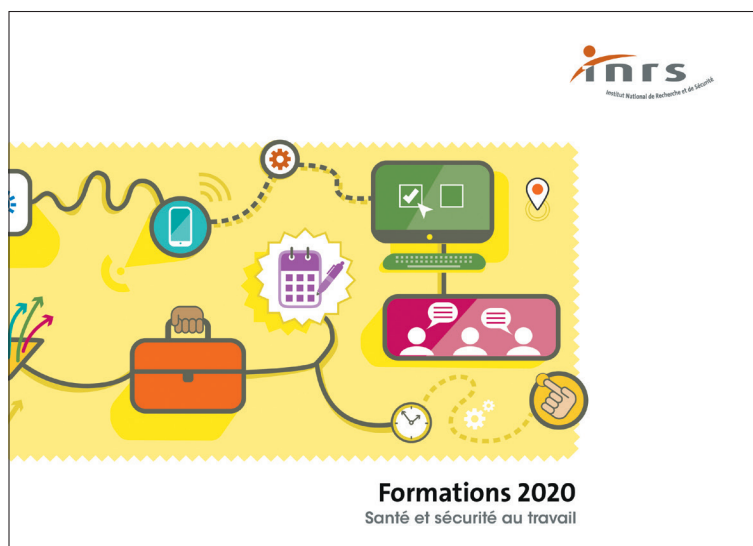 inrs
Institut National de Recherche et de Sécurité
Formations 2020
Santé et sécurité au travail